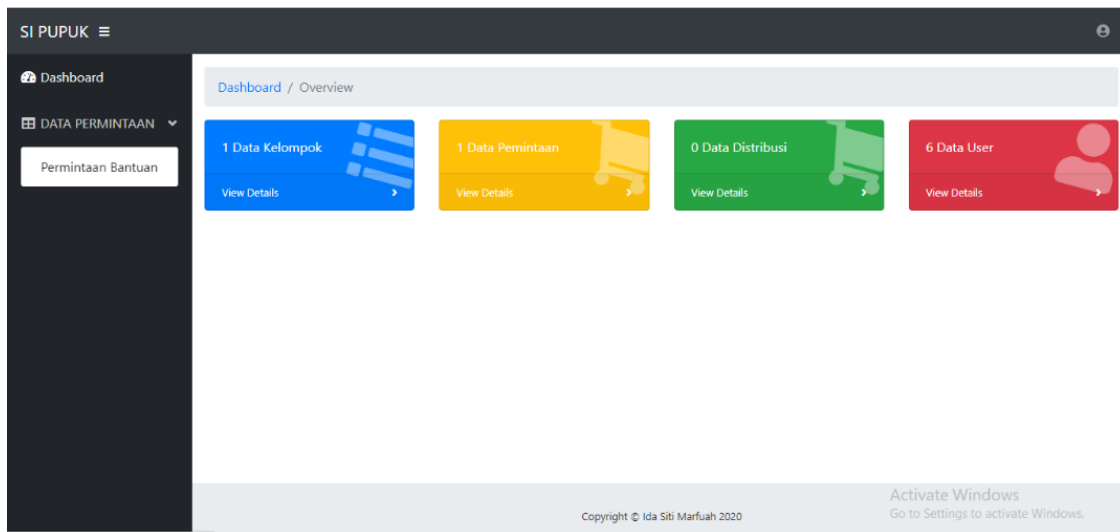 SI PUPUK
Dashboard
DATA PERMINTAAN
Permintaan Bantuan
Dashboard / Overview
1 Data Kelompok
View Details
1 Data Pemintaan
View Details
0 Data Distribusi
View Details
6 Data User
View Details
Copyright © Ida Siti Marfuah 2020
Activate Windows
Go to Settings to activate Windows.